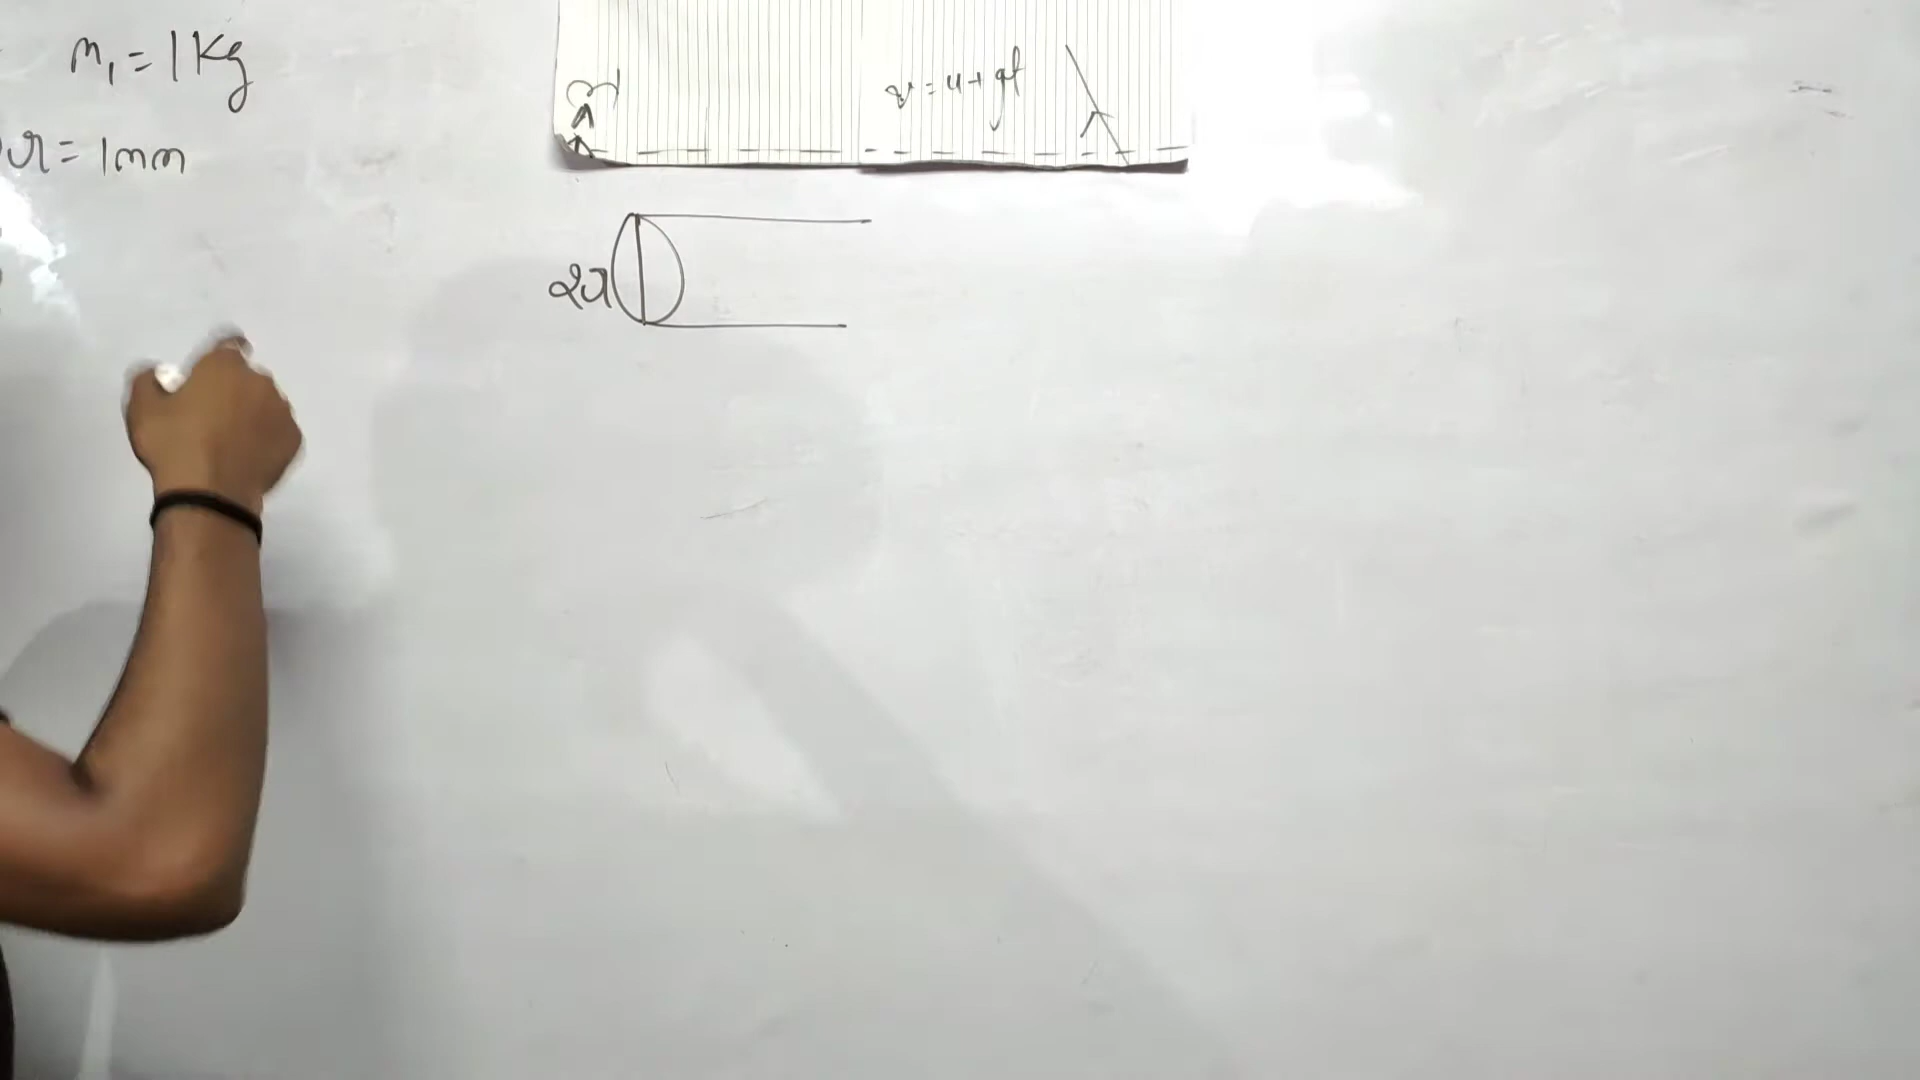 m₁ = 1 Kg
r = 1mm
v = u + gt
2r